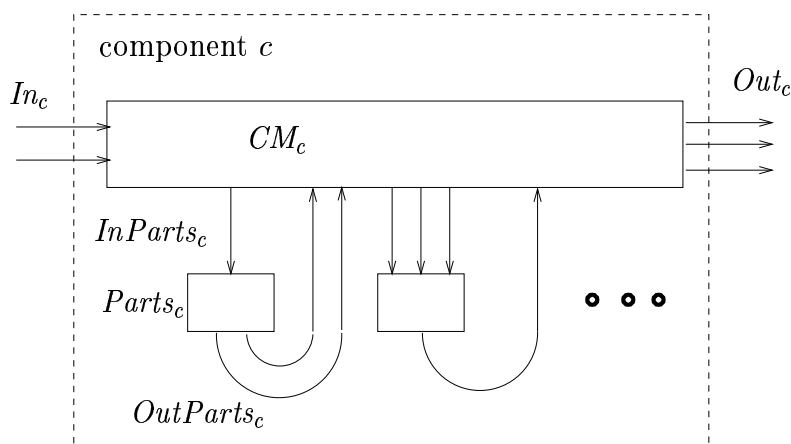 component c
In_c
Out_c
CM_c
InParts_c
Parts_c
OutParts_c